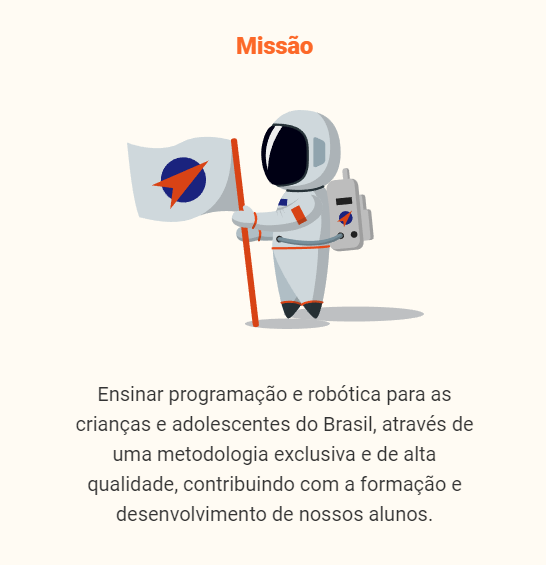 Missão
Ensinar programação e robótica para as
crianças e adolescentes do Brasil, através de
uma metodologia exclusiva e de alta
qualidade, contribuindo com a formação e
desenvolvimento de nossos alunos.